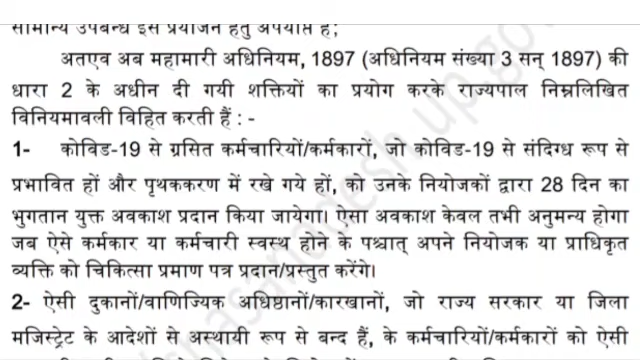 सामान्य उपबन्ध इस प्रयोजन हेतु अपर्याप्त है;
अतएव अब महामारी अधिनियम, 1897 (अधिनियम संख्या 3 सन् 1897) की
धारा 2 के अधीन दी गयी शक्तियों का प्रयोग करके राज्यपाल निम्नलिखित
विनियमावली विहित करती हैं : -
1- कोविड-19 से ग्रसित कर्मचारियों/कर्मकारों, जो कोविड-19 से संदिग्ध रूप से
प्रभावित हों और पृथककरण में रखे गये हों, को उनके नियोजकों द्वारा 28 दिन का
भुगतान युक्त अवकाश प्रदान किया जायेगा। ऐसा अवकाश केवल तभी अनुमन्य होगा
जब ऐसे कर्मकार या कर्मचारी स्वस्थ होने के पश्चात् अपने नियोजक या प्राधिकृत
व्यक्ति को चिकित्सा प्रमाण पत्र प्रदान/प्रस्तुत करेंगे।
2- ऐसी दुकानों/वाणिज्यिक अधिष्ठानों/कारखानों, जो राज्य सरकार या जिला
मजिस्ट्रेट के आदेशों से अस्थायी रूप से बन्द हैं, के कर्मचारियों/कर्मकारों को ऐसी